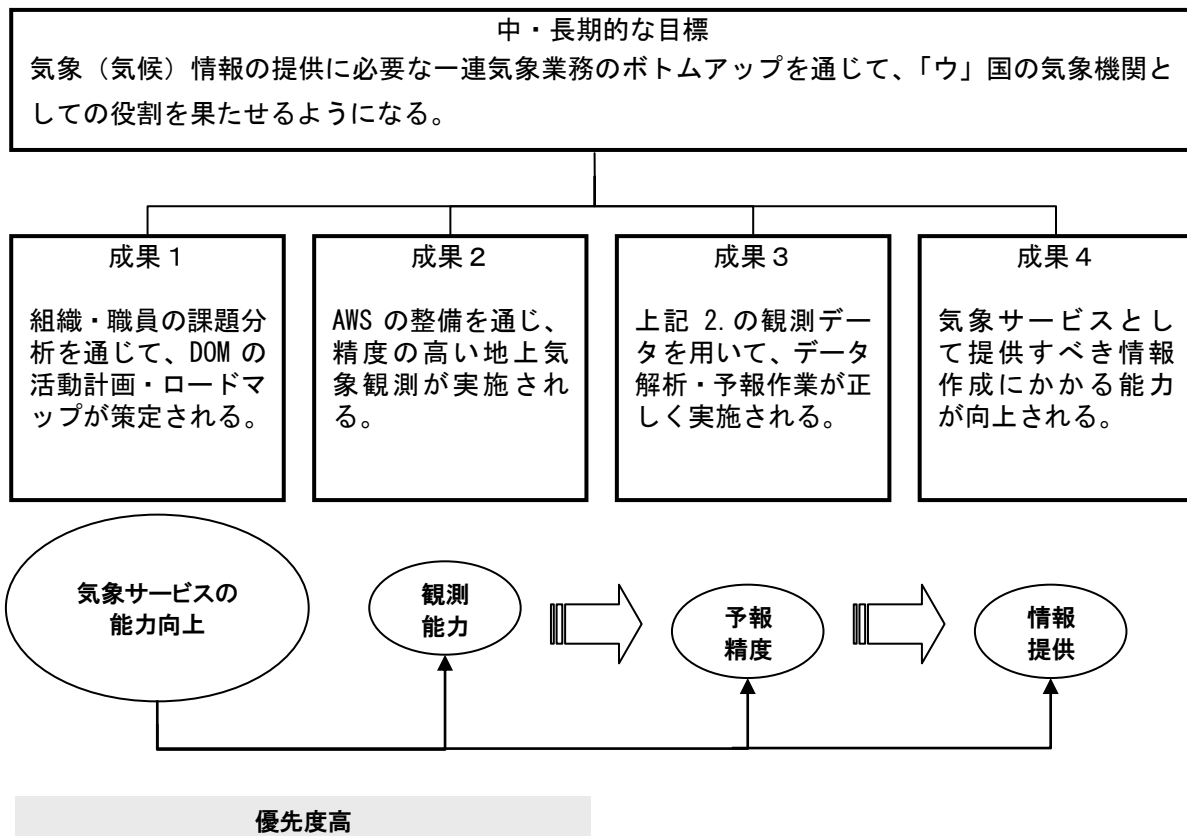 中・長期的な目標
気象（気候）情報の提供に必要な一連気象業務のボトムアップを通じて、「ウ」国の気象機関と
しての役割を果たせるようになる。
成果１
組織・職員の課題分
析を通じて、DOM の
活動計画・ロードマ
ップが策定される。
成果２
AWS の整備を通じ、
精度の高い地上気
象観測が実施され
る。
成果３
上記 2.の観測デー
タを用いて、データ
解析・予報作業が正
しく実施される。
成果４
気象サービスとし
て提供すべき情報
作成にかかる能力
が向上される。
気象サービスの
能力向上
観測
能力
予報
精度
情報
提供
優先度高